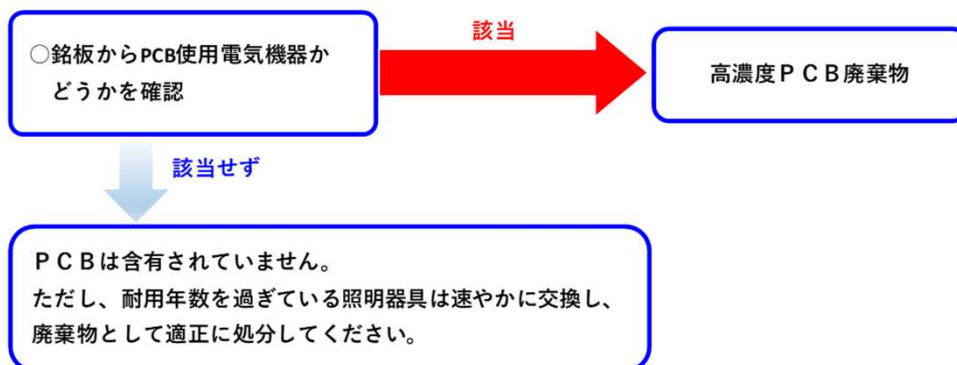 ○銘板からPCB使用電気機器か
どうかを確認
該当
高濃度ＰＣＢ廃棄物
該当せず
ＰＣＢは含有されていません。
ただし、耐用年数を過ぎている照明器具は速やかに交換し、
廃棄物として適正に処分してください。